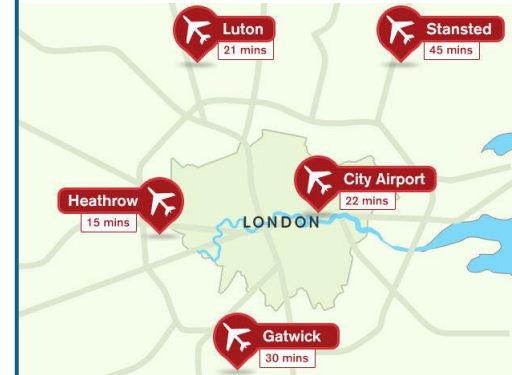 Luton
21 mins
Stansted
45 mins
City Airport
22 mins
Heathrow
15 mins
LONDON
Gatwick
30 mins